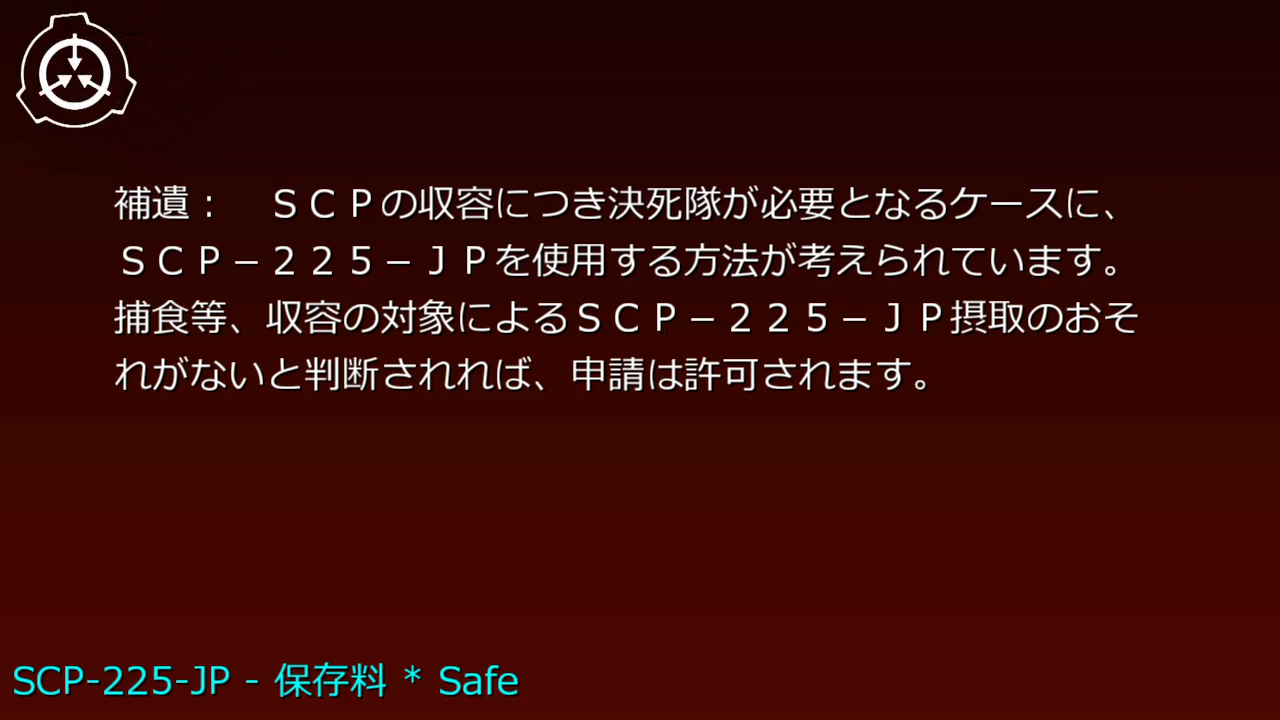 補遺：　ＳＣＰの収容につき決死隊が必要となるケースに、
ＳＣＰ－２２５－ＪＰを使用する方法が考えられています。
捕食等、収容の対象によるＳＣＰ－２２５－ＪＰ摂取のおそ
れがないと判断されれば、申請は許可されます。
SCP-225-JP - 保存料 * Safe